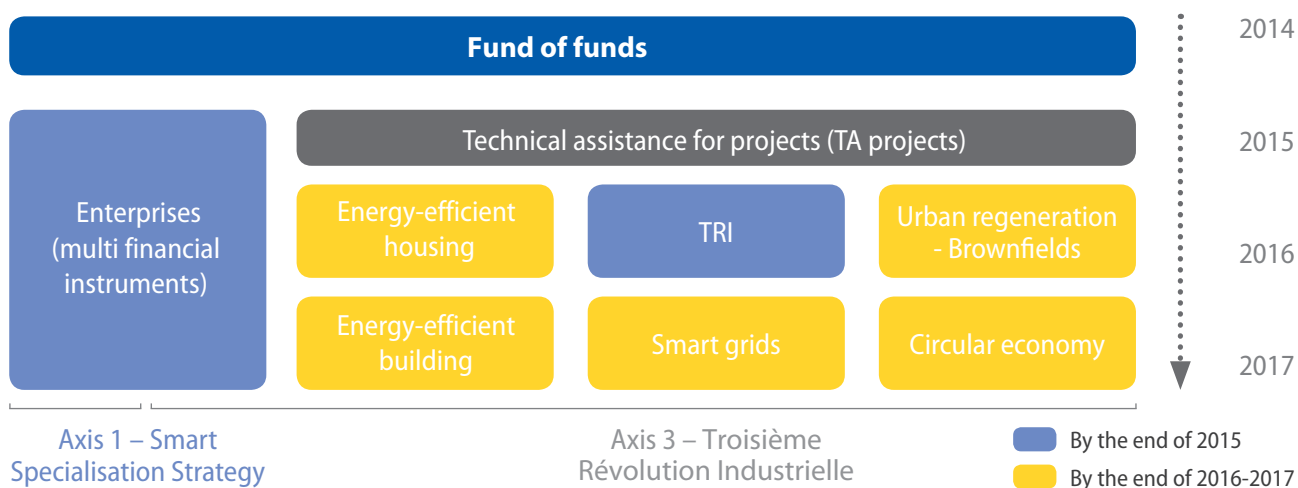 Fund of funds
2014
Technical assistance for projects (TA projects)
2015
Enterprises
(multi financial
instruments)
Energy-efficient
housing
TRI
Urban regeneration
- Brownfields
2016
Energy-efficient
building
Smart grids
Circular economy
2017
Axis 1 – Smart
Specialisation Strategy
Axis 3 – Troisième
Révolution Industrielle
By the end of 2015
By the end of 2016-2017